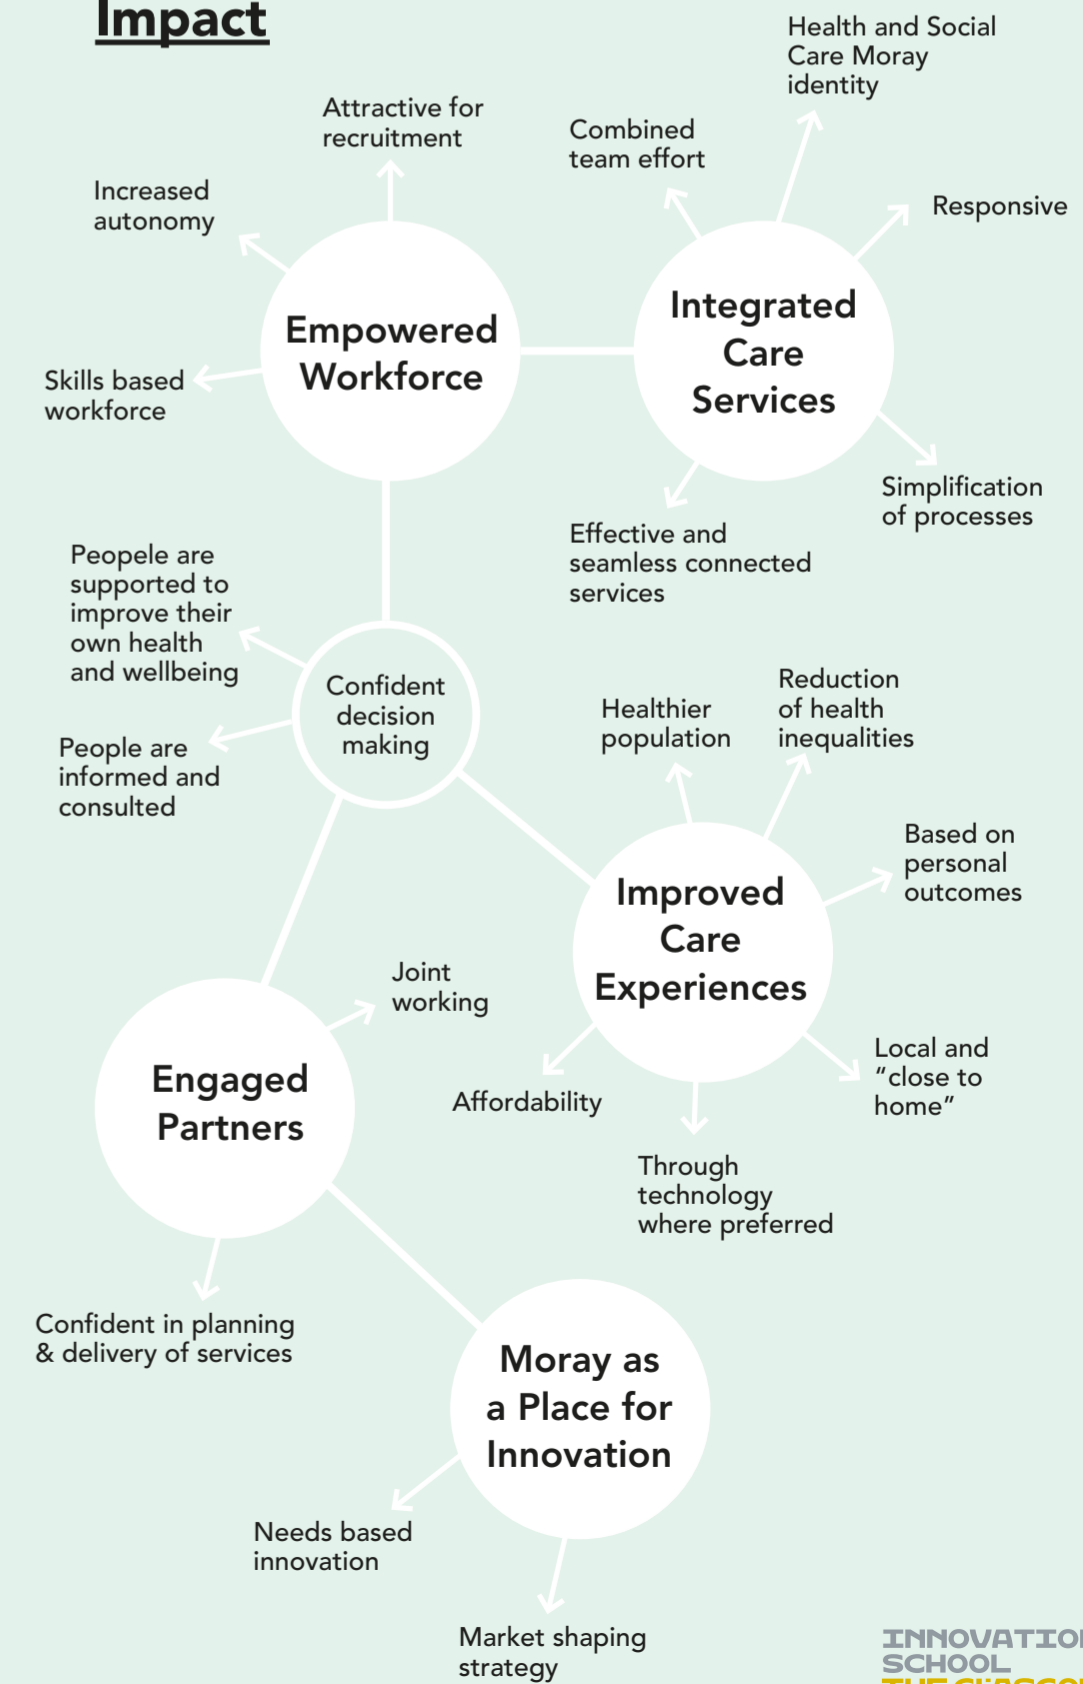 Impact
Health and Social
Care Moray
identity
Attractive for
recruitment
Combined
team effort
Increased
autonomy
Responsive
Empowered
Workforce
Integrated
Care
Services
Skills based
workforce
Simplification
of processes
Effective and
seamless connected
services
Peopele are
supported to
improve their
own health
and wellbeing
Confident
decision
making
People are
informed and
consulted
Healthier
population
Reduction
of health
inequalities
Based on
personal
outcomes
Improved
Care
Experiences
Joint
working
Engaged
Partners
Affordability
Local and
“close to
home”
Through
technology
where preferred
Confident in planning
& delivery of services
Moray as
a Place for
Innovation
Needs based
innovation
Market shaping
strategy
INNOVATION
SCHOOL